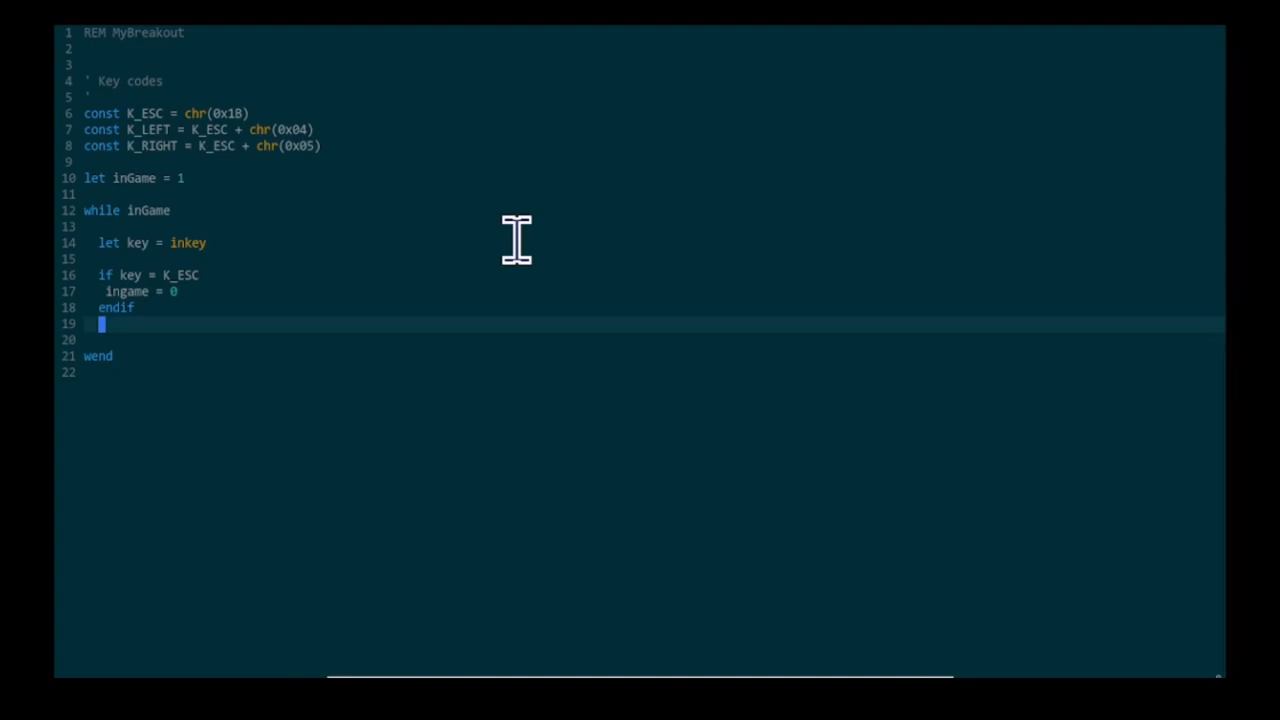 1 REM MyBreakout
2
3
4 ' Key codes
5 '
6 const K_ESC = chr(0x1B)
7 const K_LEFT = K_ESC + chr(0x04)
8 const K_RIGHT = K_ESC + chr(0x05)
9
10 let inGame = 1
11
12 while inGame
13
14 let key = inkey
15
16 if key = K_ESC
17 ingame = 0
18 endif
19
20
21 wend
22